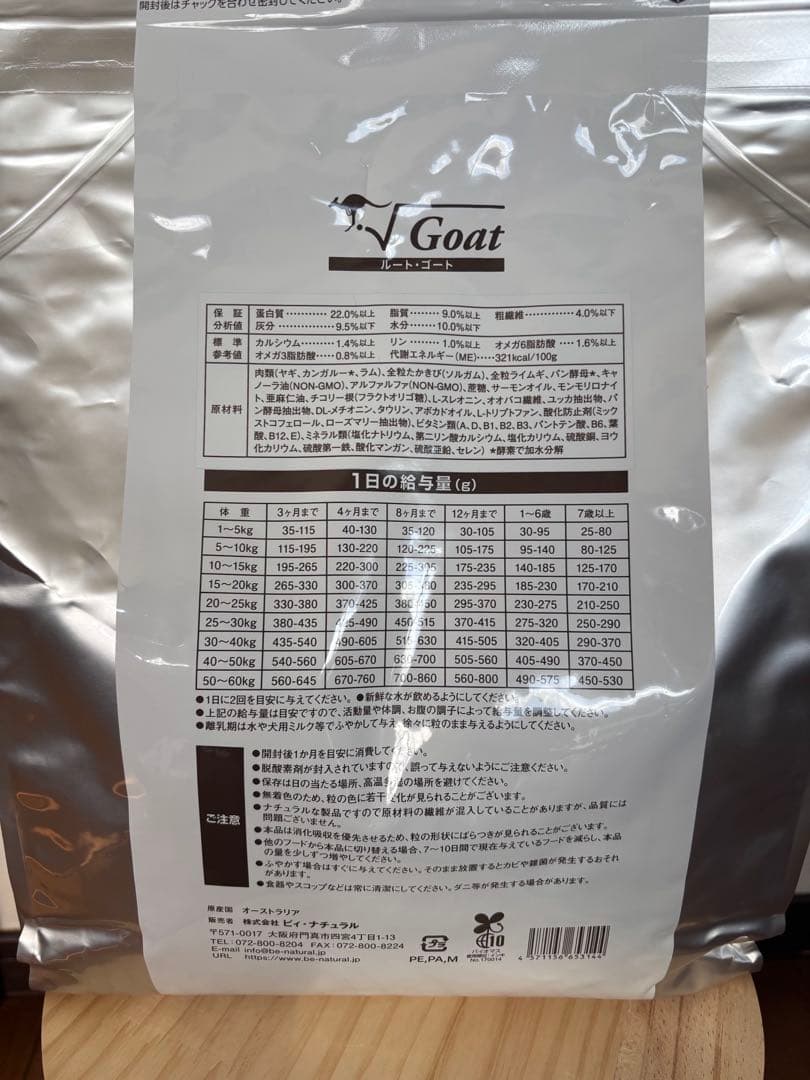 開封後はチャックを合わせ密封してください。
√Goat
ルート・ゴート
保証分析値 蛋白質………… 22.0%以上 脂質……… 9.0%以上 粗繊維………… 4.0%以下
灰分………… 9.5%以下 水分……… 10.0%以下
標準参考値 カルシウム……… 1.4%以上 リン……… 1.0%以上 オメガ6脂肪酸…1.6%以上
オメガ3脂肪酸……0.8%以上 代謝エネルギー(ME)……321kcal/100g
原材料
肉類(ヤギ、カンガルー*、ラム)、全粒たかきび(ソルガム)、全粒ライムギ、パン酵母*、キャ
ノーラ油(NON-GMO)、アルファルファ(NON-GMO)、蔗糖、サーモンオイル、モンモリロナイ
ト、亜麻仁油、チコリー根(フラクトオリゴ糖)、L-スレオニン、オオバコ繊維、ユッカ抽出物、パ
ン酵母抽出物、DL-メチオニン、タウリン、アボカドオイル、L-トリプトファン、酸化防止剤(ミック
ストコフェロール、ローズマリー抽出物)、ビタミン類(A、D、B1、B2、B3、パントテン酸、B6、葉
酸、B12、E)、ミネラル類(塩化ナトリウム、第二リン酸カルシウム、塩化カリウム、硫酸銅、ヨウ
化カリウム、硫酸第一鉄、酸化マンガン、硫酸亜鉛、セレン) *酵素で加水分解
1日の給与量(g)
体重 3ヶ月まで 4ヶ月まで 8ヶ月まで 12ヶ月まで 1〜6歳 7歳以上
1〜5kg 35-115 40-130 35-120 30-105 30-95 25-80
5〜10kg 115-195 130-220 120-225 105-175 95-140 80-125
10〜15kg 195-265 220-300 225-305 175-235 140-185 125-170
15〜20kg 265-330 300-370 235-295 185-230 170-210
20〜25kg 330-380 370-425 380-450 295-370 230-275 210-250
25〜30kg 380-435 425-490 450-515 370-415 275-320 250-290
30〜40kg 435-540 490-605 515-630 415-505 320-405 290-370
40〜50kg 540-560 605-670 630-700 505-560 405-490 370-450
50〜60kg 560-645 670-760 700-860 560-800 490-575 450-530
●1日に2回を目安に与えてください。●新鮮な水が飲めるようにしてください。
●上記の給与量は目安ですので、活動量や体調、お腹の調子によって給与量を調整してください。
●離乳期は水や犬用ミルク等でふやかして与え、徐々に粒のまま与えるようにしてください。
ご注意
●開封後1か月を目安に消費してください。
●脱酸素剤が封入されていますので、誤って与えないようにご注意ください。
●保存は日の当たる場所、高温多湿の場所を避けてください。
●無着色のため、粒の色に若干変化が見られることがございます。
●ナチュラルな製品ですので原材料の繊維が混入していることがありますが、品質には
問題ございません。
●本品は消化吸収を優先させるため、粒の形状にばらつきが見られることがございます。
●他のフードから本品に切り替える場合、7〜10日間で現在与えているフードを減らし、本品
の量を少しずつ増やしてください。
●ふやかす場合はすぐに与えてください。そのまま放置するとカビや雑菌が発生するおそれ
があります。
●食器やスコップなどは常に清潔にしてください。ダニ等が発生する場合があります。
原産国 オーストラリア
販売者 株式会社 ビィ・ナチュラル
〒571-0017 大阪府門真市四宮4丁目1-13
TEL:072-800-8204 FAX:072-800-8224
E-mail info@be-natural.jp
URL https://www.be-natural.jp
プラ
PE,PA,M
10
バイオマス
No.170014
4 571156 653144